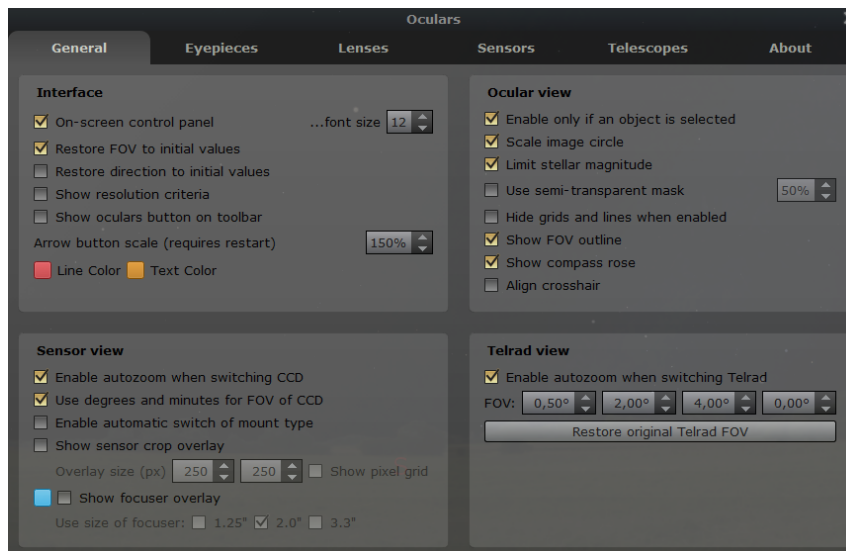 Oculars
General Eyepieces Lenses Sensors Telescopes About
Interface
On-screen control panel ...font size 12
Restore FOV to initial values
Restore direction to initial values
Show resolution criteria
Show oculars button on toolbar
Arrow button scale (requires restart) 150%
Line Color Text Color
Ocular view
Enable only if an object is selected
Scale image circle
Limit stellar magnitude
Use semi-transparent mask 50%
Hide grids and lines when enabled
Show FOV outline
Show compass rose
Align crosshair
Sensor view
Enable autozoom when switching CCD
Use degrees and minutes for FOV of CCD
Enable automatic switch of mount type
Show sensor crop overlay
Overlay size (px) 250 250 Show pixel grid
Show focuser overlay
Use size of focuser: 1.25" 2.0" 3.3"
Telrad view
Enable autozoom when switching Telrad
FOV: 0,50° 2,00° 4,00° 0,00°
Restore original Telrad FOV